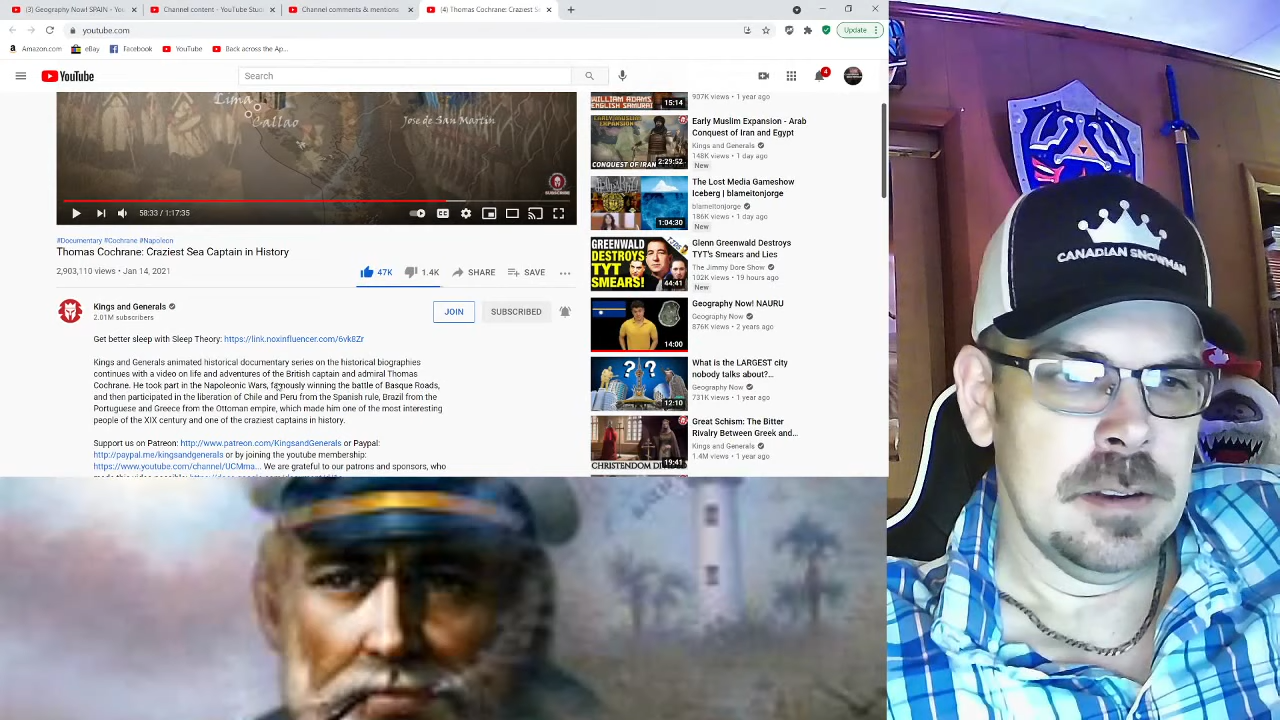 (3) Geography Now! SPAIN - You
Channel content - YouTube Studi
Channel comments & mentions
(4) Thomas Cochrane: Craziest Se
youtube.com
Update
Amazon.com
eBay
Facebook
YouTube
Back across the Ap...
YouTube
Search
4
Lima
Callao
Jose de San Martin
SUBSCRIBE
58:33 / 1:17:35
#Documentary #Cochrane #Napoleon
Thomas Cochrane: Craziest Sea Captain in History
2,903,110 views • Jan 14, 2021
47K
1.4K
SHARE
SAVE
Kings and Generals
2.01M subscribers
JOIN
SUBSCRIBED
Get better sleep with Sleep Theory: https://link.noxinfluencer.com/6vk8Zr
Kings and Generals animated historical documentary series on the historical biographies
continues with a video on life and adventures of the British captain and admiral Thomas
Cochrane. He took part in the Napoleonic Wars, famously winning the battle of Basque Roads,
and then participated in the liberation of Chile and Peru from the Spanish rule, Brazil from the
Portuguese and Greece from the Ottoman empire, which made him one of the most interesting
people of the XIX century and one of the craziest captains in history.
Support us on Patreon: http://www.patreon.com/KingsandGenerals or Paypal:
http://paypal.me/kingsandgenerals or by joining the youtube membership:
https://www.youtube.com/channel/UCMma... We are grateful to our patrons and sponsors, who
WILLIAM ADAMS
ENGLISH SAMURAI
15:14
907K views • 1 year ago
EARLY MUSLIM EXPANSION
CONQUEST OF IRAN
2:29:52
Early Muslim Expansion - Arab
Conquest of Iran and Egypt
Kings and Generals
148K views • 1 day ago
New
1:04:30
The Lost Media Gameshow
Iceberg | blameitonjorge
blameitonjorge
186K views • 1 day ago
New
GREENWALD
DESTROYS
TYT
SMEARS!
44:41
Glenn Greenwald Destroys
TYT's Smears and Lies
The Jimmy Dore Show
102K views • 19 hours ago
New
14:00
Geography Now! NAURU
Geography Now
876K views • 2 years ago
? ?
12:10
What is the LARGEST city
nobody talks about?...
Geography Now
731K views • 1 year ago
19:41
Great Schism: The Bitter
Rivalry Between Greek and...
Kings and Generals
1.4M views • 1 year ago
CANADIAN SNOWMAN